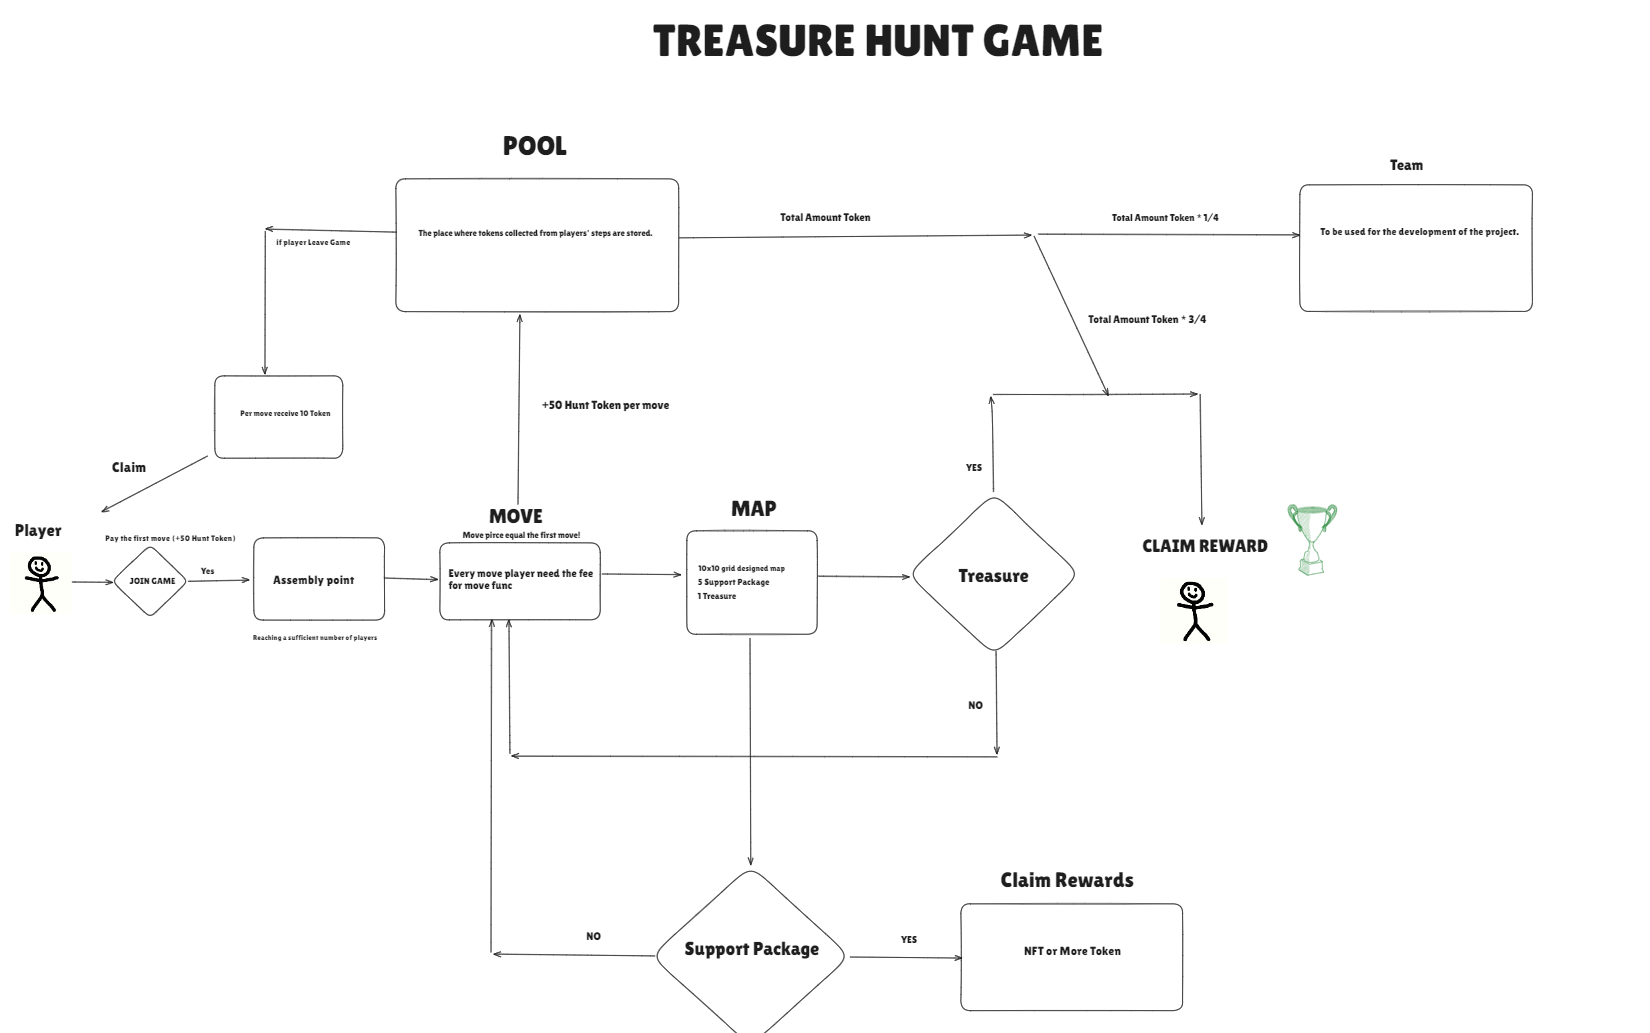 TREASURE HUNT GAME
POOL
Team
The place where tokens collected from players' steps are stored.
Total Amount Token
Total Amount Token * 1/4
To be used for the development of the project.
if player Leave Game
Total Amount Token * 3/4
Per move receive 10 Token
+50 Hunt Token per move
Claim
YES
Player
Pay the first move (+50 Hunt Token)
JOIN GAME
Yes
Assembly point
Reaching a sufficient number of players
MOVE
Move pirce equal the first move!
Every move player need the fee
for move func
MAP
10x10 grid designed map
5 Support Package
1 Treasure
Treasure
CLAIM REWARD
NO
Support Package
NO
YES
Claim Rewards
NFT or More Token